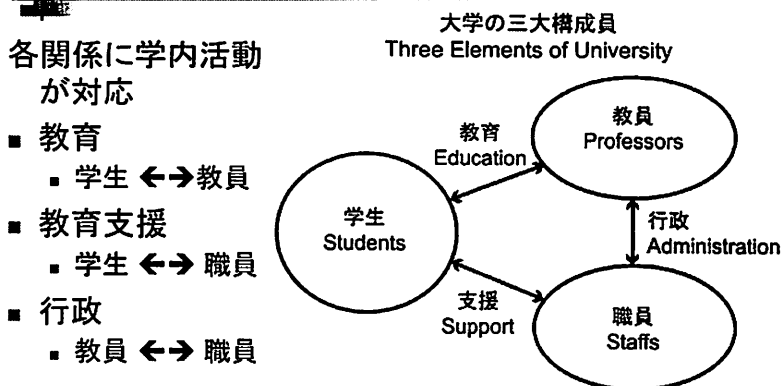 各関係に学内活動
が対応
■ 教育
■ 学生 ←→教員
■ 教育支援
■ 学生 ←→ 職員
■ 行政
■ 教員 ←→ 職員
大学の三大構成員
Three Elements of University
教員
Professors
教育
Education
学生
Students
行政
Administration
支援
Support
職員
Staffs